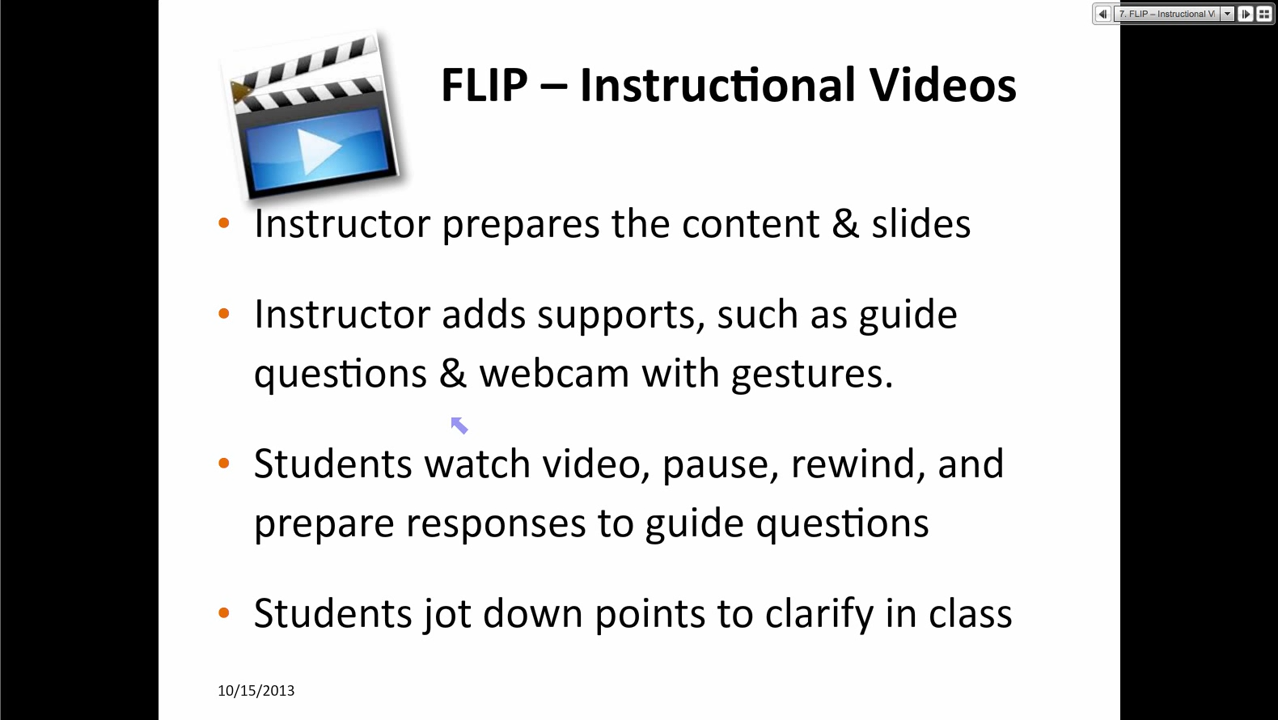 7. FLIP – Instructional Vi
FLIP – Instructional Videos
• Instructor prepares the content & slides
• Instructor adds supports, such as guide
questions & webcam with gestures.
• Students watch video, pause, rewind, and
prepare responses to guide questions
• Students jot down points to clarify in class
10/15/2013